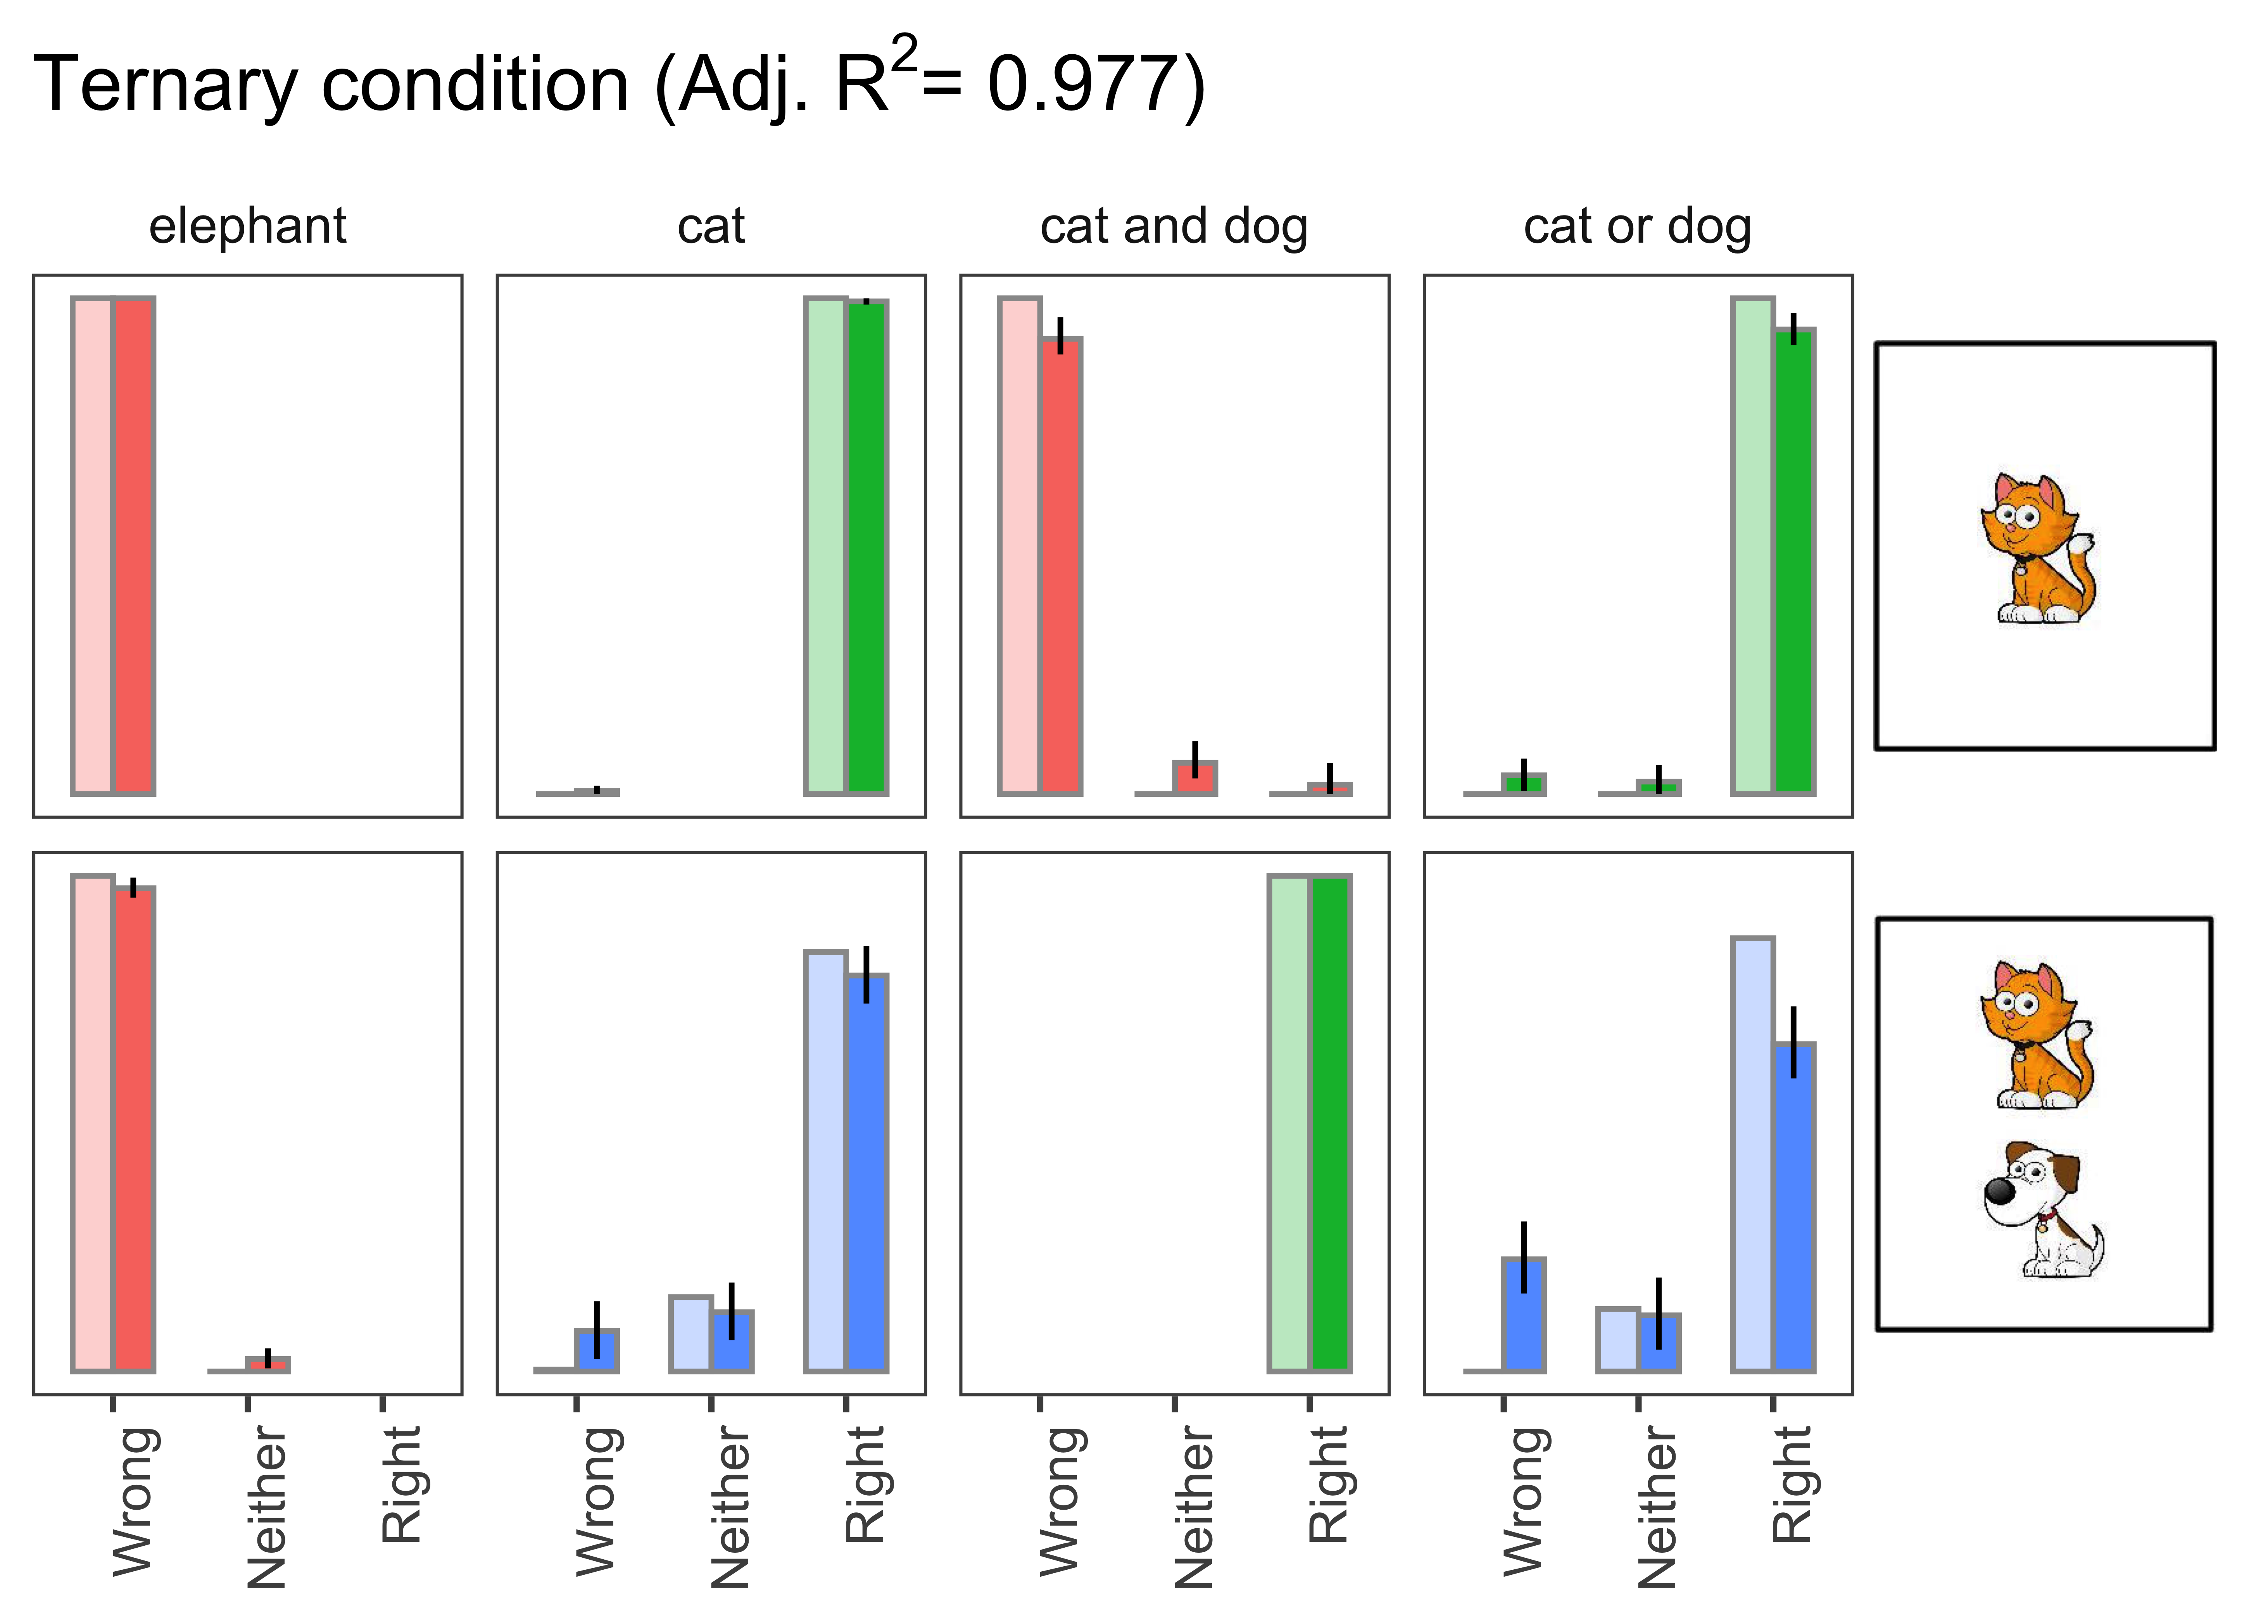 Ternary condition (Adj. R²= 0.977)
elephant cat cat and dog cat or dog
Wrong Neither Right Wrong Neither Right Wrong Neither Right Wrong Neither Right